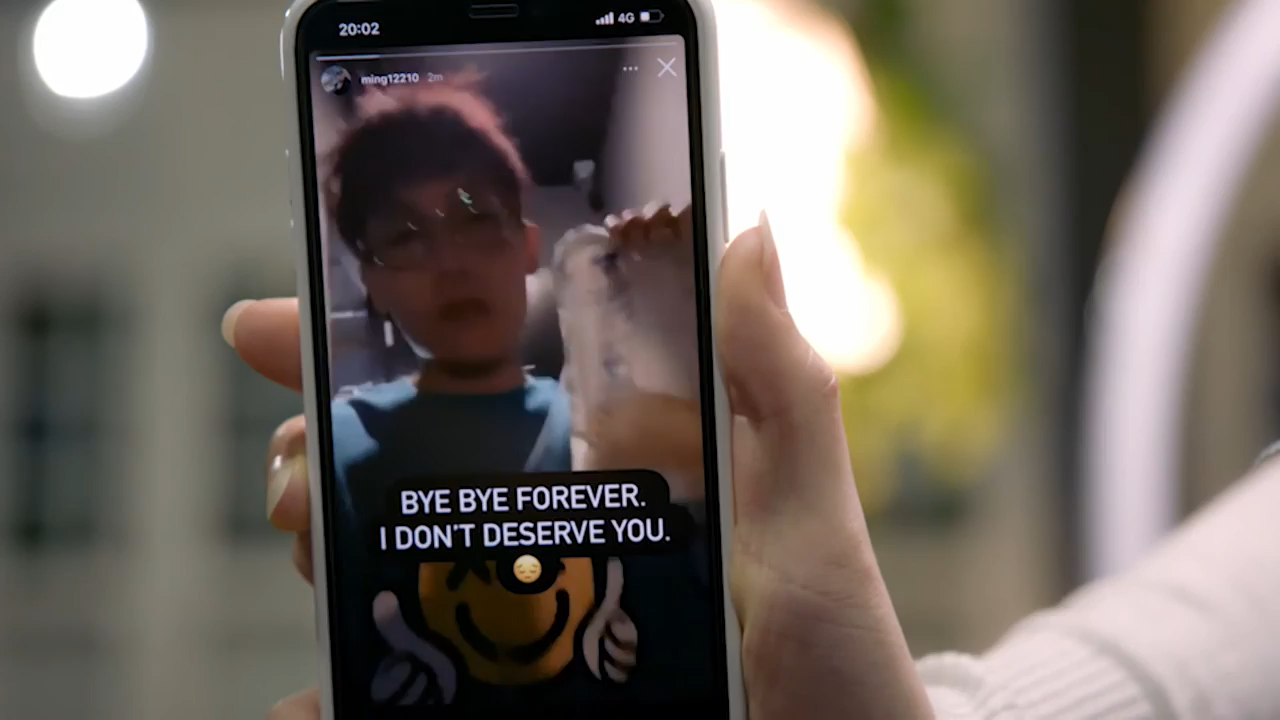 20:02
4G
ming12210 2m
BYE BYE FOREVER.
I DON'T DESERVE YOU.